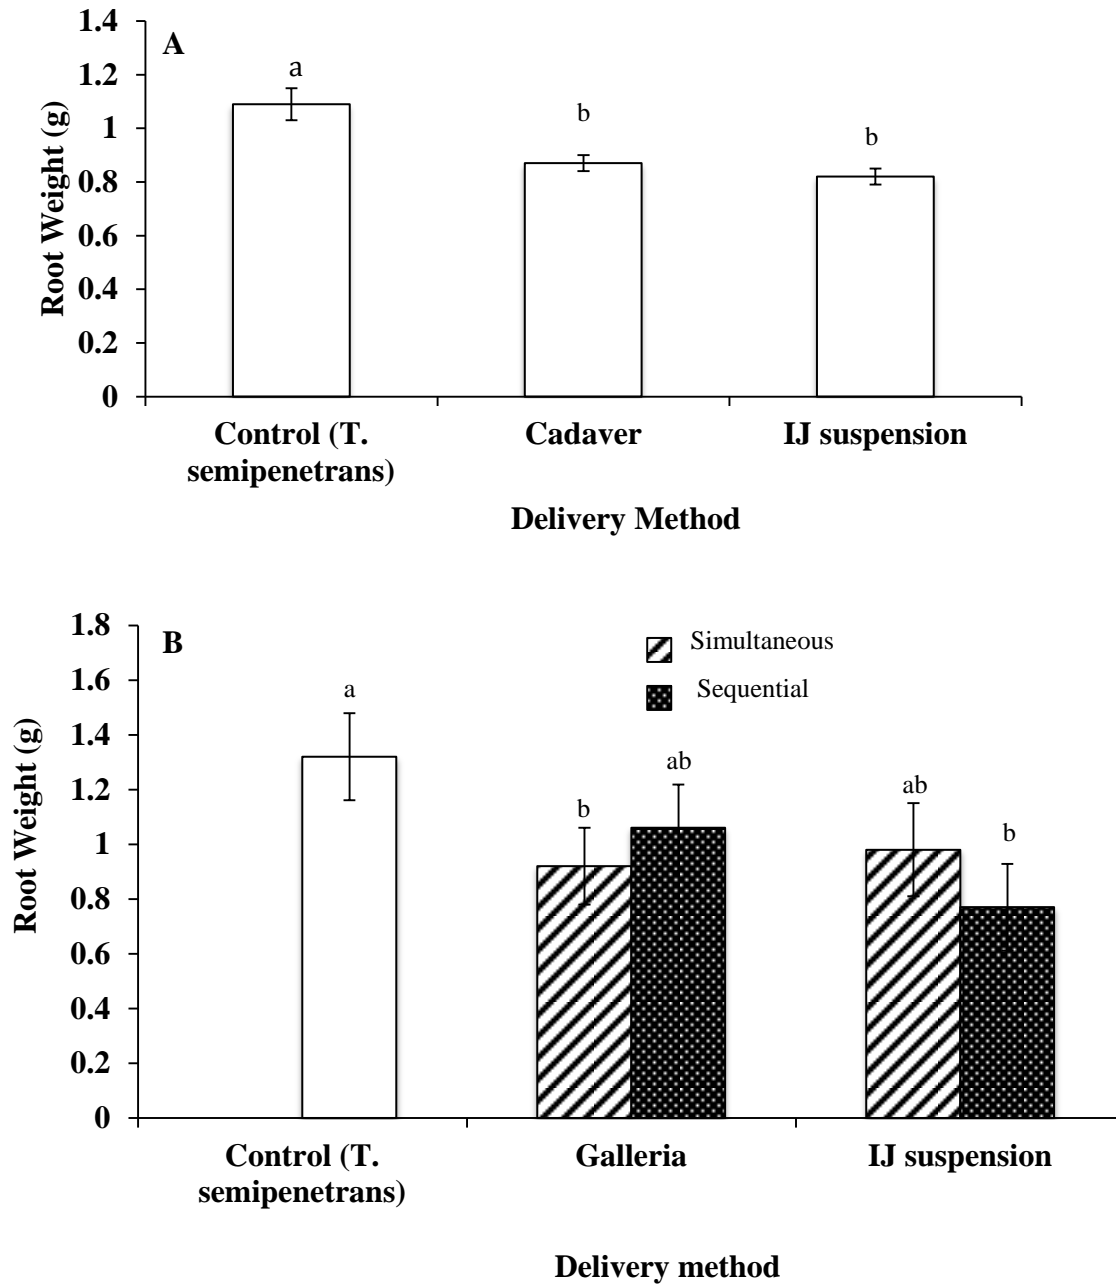 1.4
A
a
1.2
b
b
1
0.8
0.6
0.4
0.2
0
Root Weight (g)
Control (T.
semipenetrans)
Cadaver
IJ suspension
Delivery Method
1.8
B
Simultaneous
Sequential
1.6
a
1.4
ab
ab
1.2
b
b
1
0.8
0.6
0.4
0.2
0
Root Weight (g)
Control (T.
semipenetrans)
Galleria
IJ suspension
Delivery method